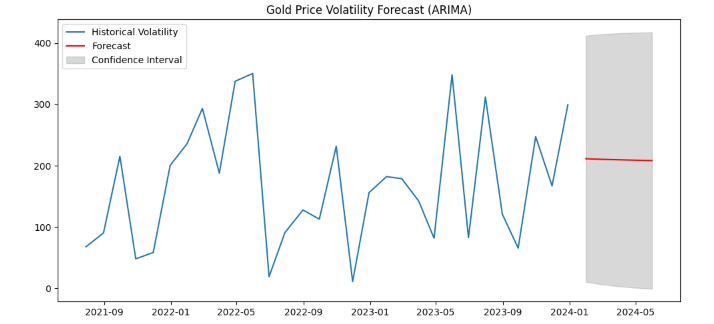 Gold Price Volatility Forecast (ARIMA)
Historical Volatility
Forecast
Confidence Interval
400
300
200
100
0
2021-09 2022-01 2022-05 2022-09 2023-01 2023-05 2023-09 2024-01 2024-05